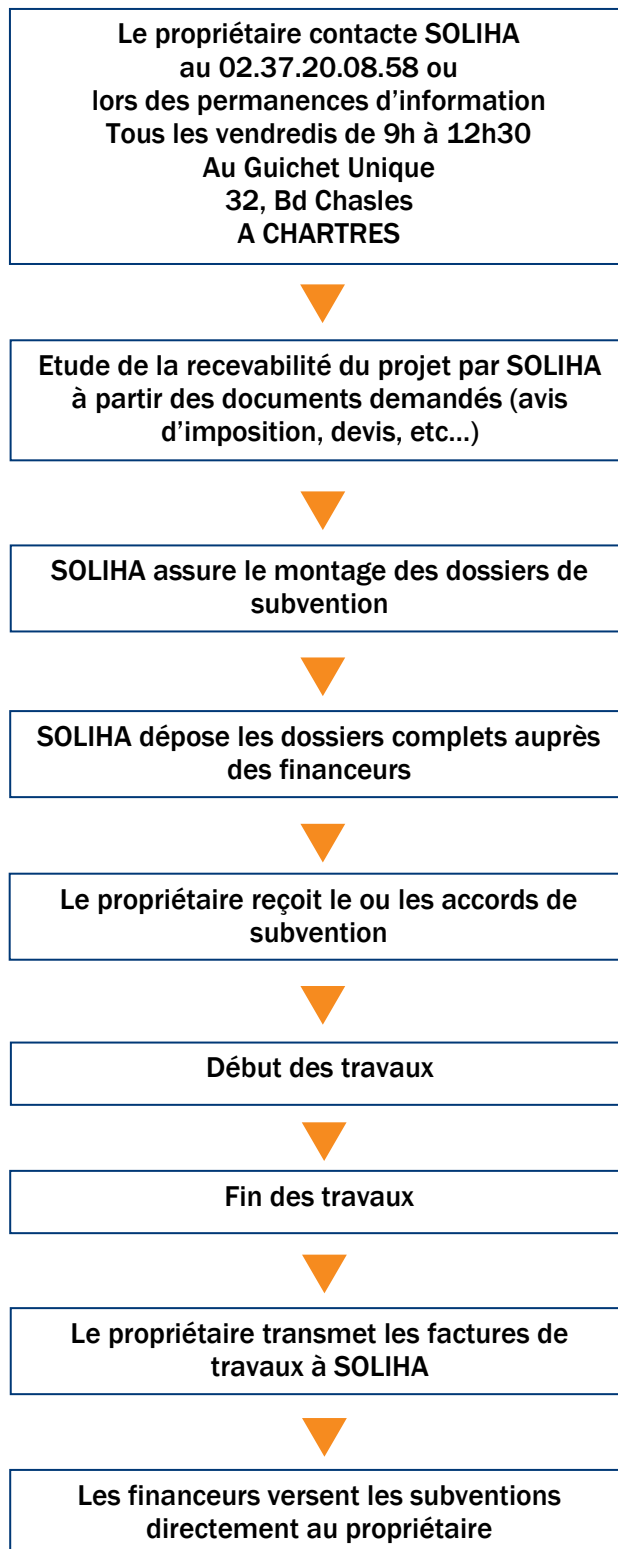 Le propriétaire contacte SOLIHA
au 02.37.20.08.58 ou
lors des permanences d’information
Tous les vendredis de 9h à 12h30
Au Guichet Unique
32, Bd Chasles
A CHARTRES
Etude de la recevabilité du projet par SOLIHA
à partir des documents demandés (avis
d’imposition, devis, etc…)
SOLIHA assure le montage des dossiers de
subvention
SOLIHA dépose les dossiers complets auprès
des financeurs
Le propriétaire reçoit le ou les accords de
subvention
Début des travaux
Fin des travaux
Le propriétaire transmet les factures de
travaux à SOLIHA
Les financeurs versent les subventions
directement au propriétaire